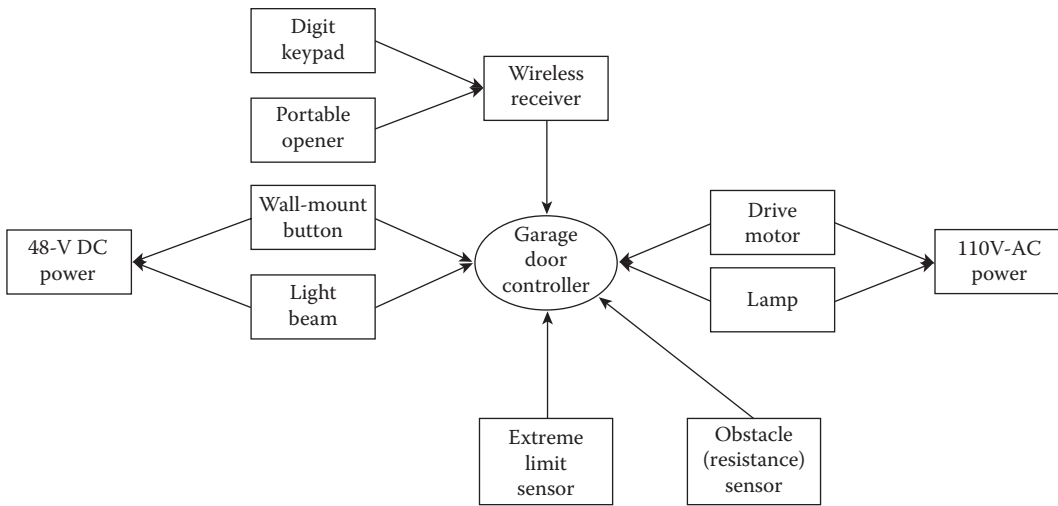 Digit
keypad
Wireless
receiver
Portable
opener
Wall-mount
button
48-V DC
power
Light
beam
Garage
door
controller
Drive
motor
110V-AC
power
Lamp
Extreme
limit
sensor
Obstacle
(resistance)
sensor